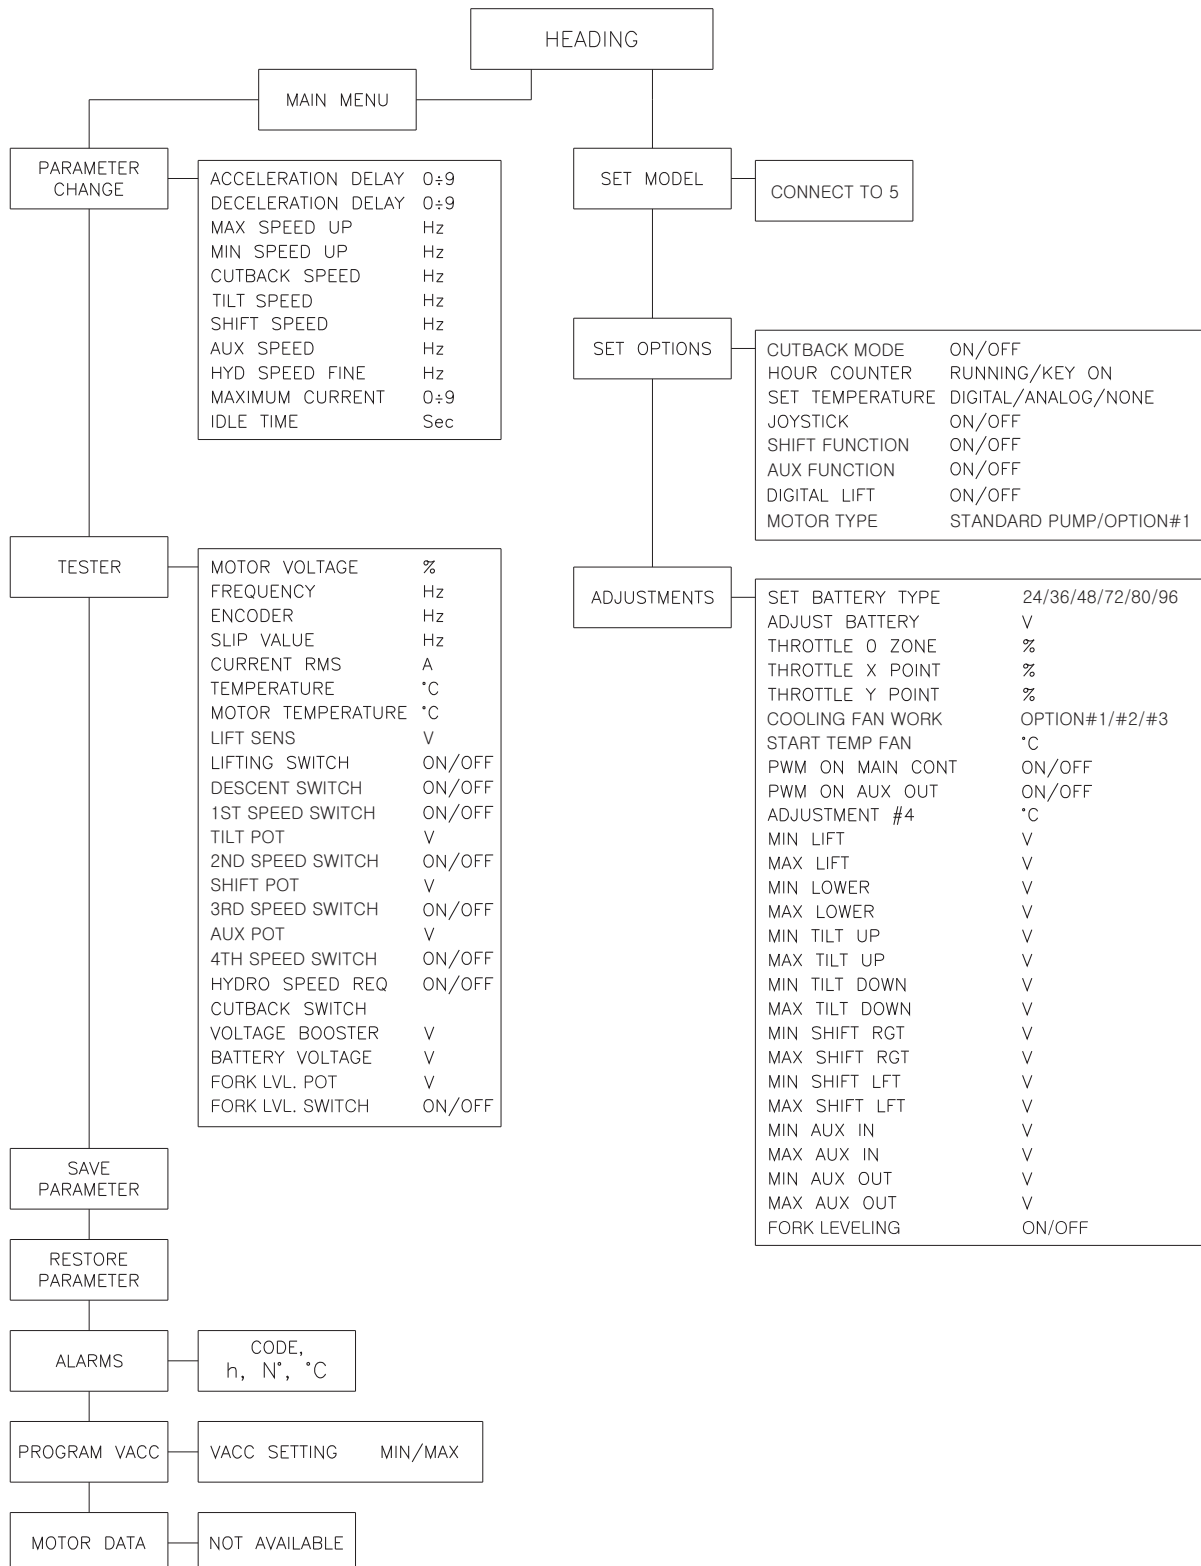 HEADING
MAIN MENU
PARAMETER
CHANGE
ACCELERATION DELAY 0÷9
DECELERATION DELAY 0÷9
MAX SPEED UP Hz
MIN SPEED UP Hz
CUTBACK SPEED Hz
TILT SPEED Hz
SHIFT SPEED Hz
AUX SPEED Hz
HYD SPEED FINE Hz
MAXIMUM CURRENT 0÷9
IDLE TIME Sec
SET MODEL
CONNECT TO 5
SET OPTIONS
CUTBACK MODE ON/OFF
HOUR COUNTER RUNNING/KEY ON
SET TEMPERATURE DIGITAL/ANALOG/NONE
JOYSTICK ON/OFF
SHIFT FUNCTION ON/OFF
AUX FUNCTION ON/OFF
DIGITAL LIFT ON/OFF
MOTOR TYPE STANDARD PUMP/OPTION#1
TESTER
MOTOR VOLTAGE %
FREQUENCY Hz
ENCODER Hz
SLIP VALUE Hz
CURRENT RMS A
TEMPERATURE °C
MOTOR TEMPERATURE °C
LIFT SENS V
LIFTING SWITCH ON/OFF
DESCENT SWITCH ON/OFF
1ST SPEED SWITCH ON/OFF
TILT POT V
2ND SPEED SWITCH ON/OFF
SHIFT POT V
3RD SPEED SWITCH ON/OFF
AUX POT V
4TH SPEED SWITCH ON/OFF
HYDRO SPEED REQ ON/OFF
CUTBACK SWITCH
VOLTAGE BOOSTER V
BATTERY VOLTAGE V
FORK LVL. POT V
FORK LVL. SWITCH ON/OFF
ADJUSTMENTS
SET BATTERY TYPE 24/36/48/72/80/96
ADJUST BATTERY V
THROTTLE 0 ZONE %
THROTTLE X POINT %
THROTTLE Y POINT %
COOLING FAN WORK OPTION#1/#2/#3
START TEMP FAN °C
PWM ON MAIN CONT ON/OFF
PWM ON AUX OUT ON/OFF
ADJUSTMENT #4 °C
MIN LIFT V
MAX LIFT V
MIN LOWER V
MAX LOWER V
MIN TILT UP V
MAX TILT UP V
MIN TILT DOWN V
MAX TILT DOWN V
MIN SHIFT RGT V
MAX SHIFT RGT V
MIN SHIFT LFT V
MAX SHIFT LFT V
MIN AUX IN V
MAX AUX IN V
MIN AUX OUT V
MAX AUX OUT V
FORK LEVELING ON/OFF
SAVE
PARAMETER
RESTORE
PARAMETER
ALARMS
CODE,
h, N°, °C
PROGRAM VACC
VACC SETTING MIN/MAX
MOTOR DATA
NOT AVAILABLE